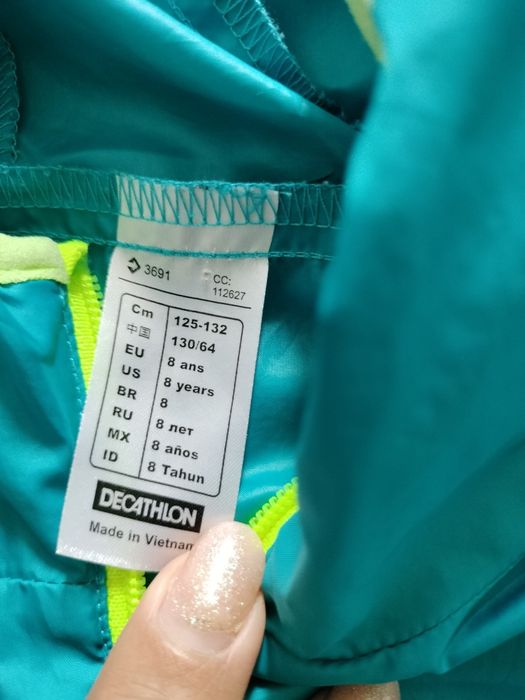 3691
CC:
112627
Cm 125-132
中国 130/64
EU 8 ans
US 8 years
BR 8
RU 8 лет
MX 8 años
ID 8 Tahun
DECATHLON
Made in Vietnam